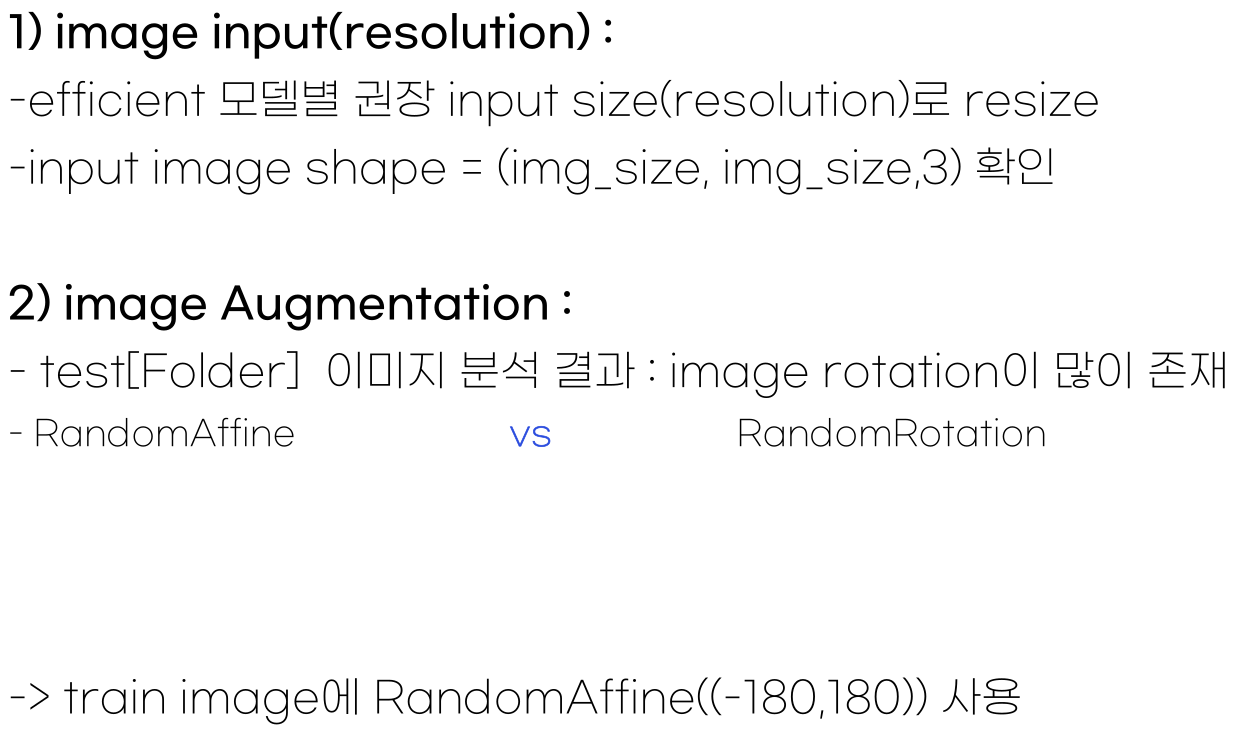 1) image input(resolution) :
-efficient 모델별 권장 input size(resolution)로 resize
-input image shape = (img_size, img_size,3) 확인
2) image Augmentation :
- test[Folder] 이미지 분석 결과 : image rotation이 많이 존재
- RandomAffine vs RandomRotation
-> train image에 RandomAffine((-180,180)) 사용